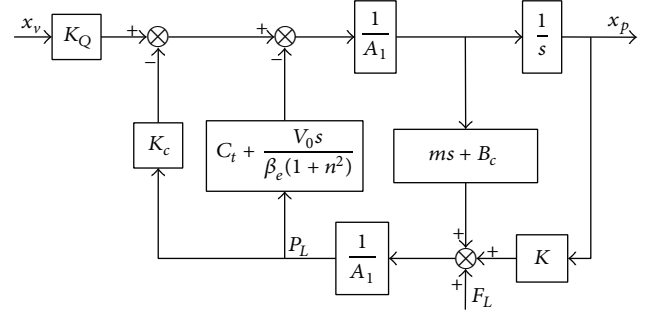 x_v
K_Q
+
−
+
−
1/A_1
1/s
x_p
K_c
C_t + V_0 s/β_e(1 + n^2)
ms + B_c
P_L
1/A_1
+
+
+
K
F_L